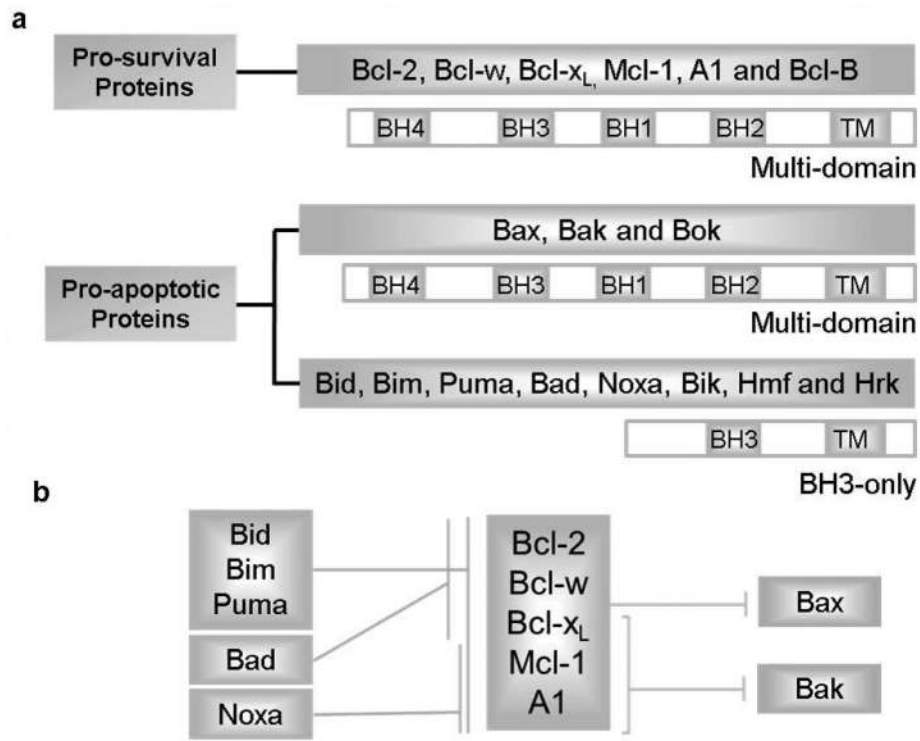 a
Pro-survival
Proteins
Bcl-2, Bcl-w, Bcl-xL, Mcl-1, A1 and Bcl-B
BH4 BH3 BH1 BH2 TM
Multi-domain
Pro-apoptotic
Proteins
Bax, Bak and Bok
BH4 BH3 BH1 BH2 TM
Multi-domain
Bid, Bim, Puma, Bad, Noxa, Bik, Hmf and Hrk
BH3 TM
BH3-only
b
Bid
Bim
Puma
Bad
Noxa
Bcl-2
Bcl-w
Bcl-xL
Mcl-1
A1
Bax
Bak